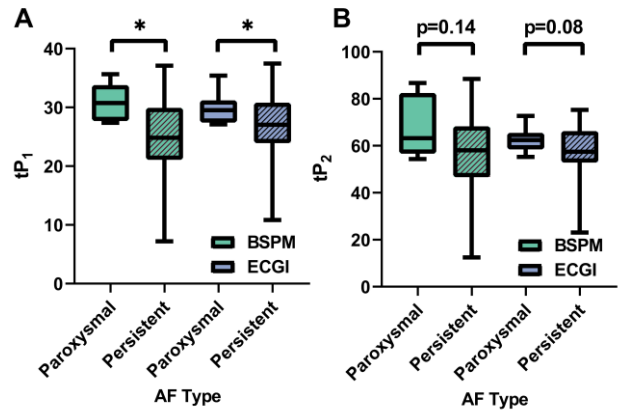 A
*
*
tP₁
40
30
20
10
0
BSPM
ECGI
Paroxysmal
Persistent
Paroxysmal
Persistent
AF Type
B
p=0.14
p=0.08
tP₂
100
80
60
40
20
0
BSPM
ECGI
Paroxysmal
Persistent
Paroxysmal
Persistent
AF Type